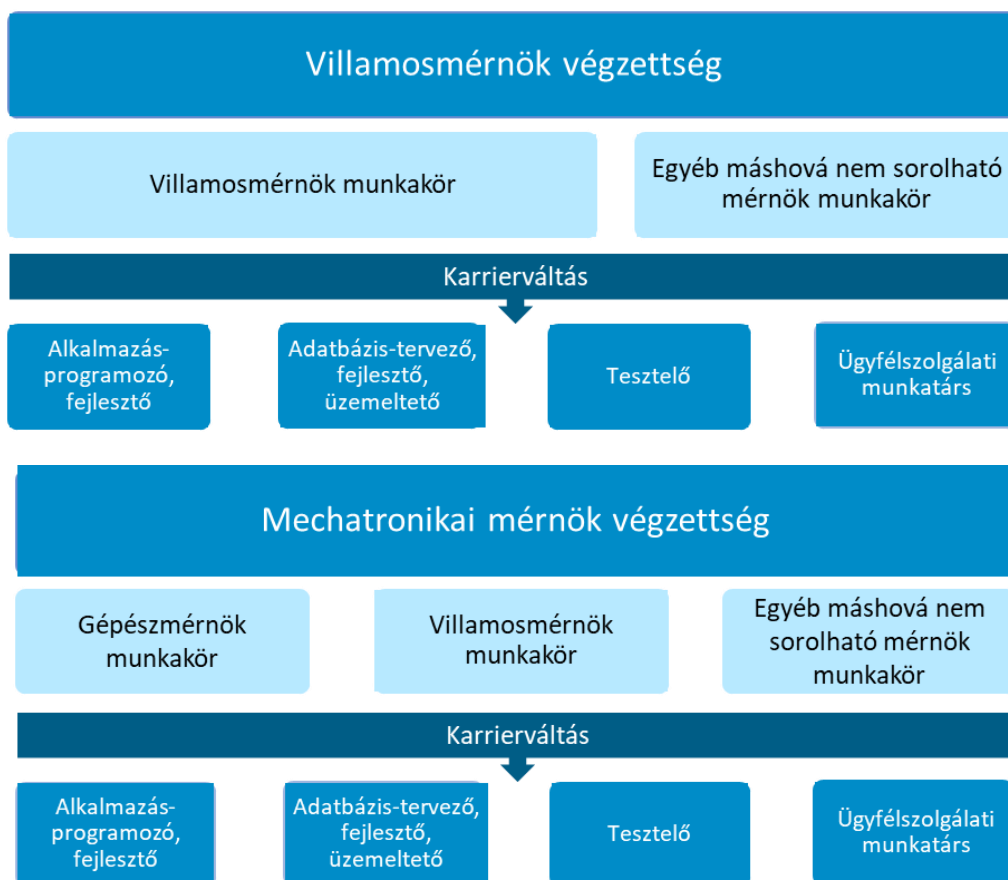 Villamosmérnök végzettség
Villamosmérnök munkakör
Egyéb máshová nem sorolható
mérnök munkakör
Karrierváltás
Alkalmazás-
programozó,
fejlesztő
Adatbázis-tervező,
fejlesztő,
üzemeltető
Tesztelő
Ügyfélszolgálati
munkatárs
Mechatronikai mérnök végzettség
Gépészmérnök
munkakör
Villamosmérnök
munkakör
Egyéb máshová nem
sorolható mérnök
munkakör
Karrierváltás
Alkalmazás-
programozó,
fejlesztő
Adatbázis-tervező,
fejlesztő,
üzemeltető
Tesztelő
Ügyfélszolgálati
munkatárs